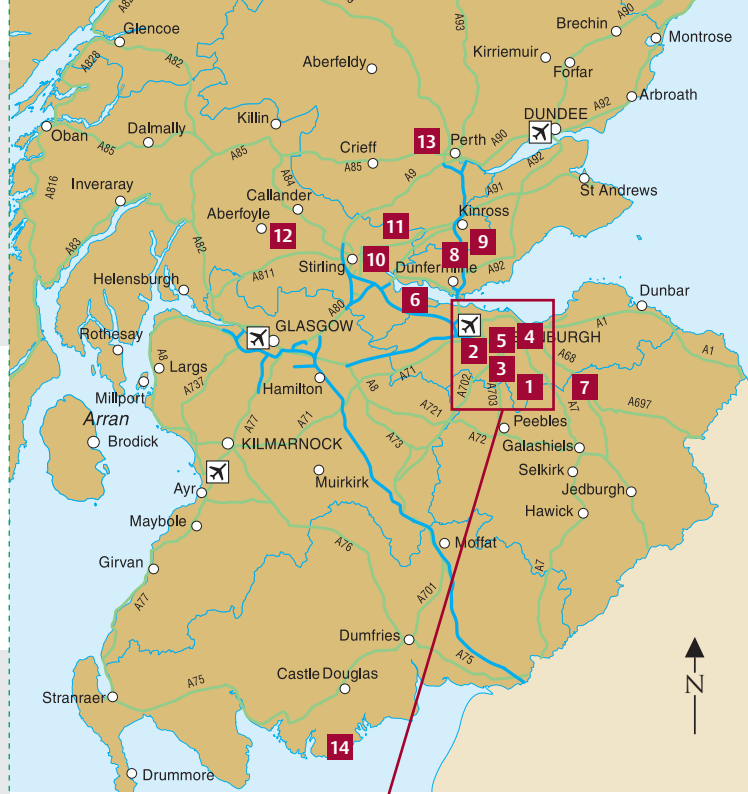 A82
A93
A90
Glencoe
Brechin
Montrose
A828
A82
Kirriemuir
Forfar
Aberfeldy
Arbroath
A92
Oban
Dalmally
Killin
DUNDEE
A85
A85
Crieff
13
Perth
A90
A92
A85
A9
A816
Inveraray
A84
Callander
A91
St Andrews
Aberfoyle
11
Kinross
A83
A82
12
9
8
10
Stirling
Dunfermline
A92
A811
Helensburgh
6
Dunbar
A80
GLASGOW
Rothesay
5
4
EDINBURGH
A1
2
A68
A1
Largs
A8
3
A737
Hamilton
A8
A71
A702
A703
1
7
Millport
A77
A71
A721
A7
A697
Arran
Peebles
Brodick
KILMARNOCK
A73
A72
Galashiels
Muirkirk
Selkirk
Ayr
Jedburgh
Hawick
Maybole
A76
Moffat
Girvan
A7
A77
A701
Dumfries
A75
Castle Douglas
A75
Stranraer
N
14
Drummore